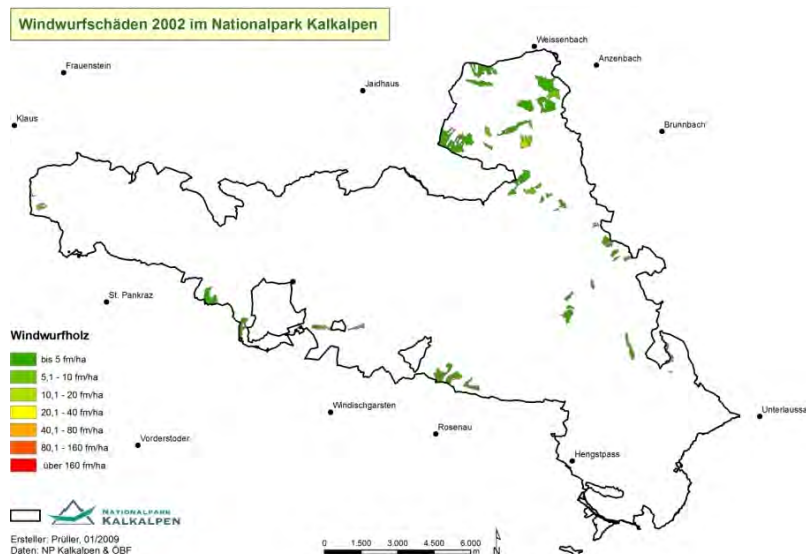 Windwurfschäden 2002 im Nationalpark Kalkalpen
Weissenbach
Anzenbach
Frauenstein
Jaidhaus
Klaus
Brunnbach
St. Pankraz
Windwurfholz
bis 5 fm/ha
5,1 - 10 fm/ha
10,1 - 20 fm/ha
20,1 - 40 fm/ha
40,1 - 80 fm/ha
80,1 - 160 fm/ha
über 160 fm/ha
Windischgarsten
Rosenau
Unterlaussa
Vorderstoder
Hengstpass
NATIONALPARK
KALKALPEN
Ersteller: Prüller, 01/2009
Daten: NP Kalkalpen & ÖBF
0 1.500 3.000 4.500 6.000
m
N